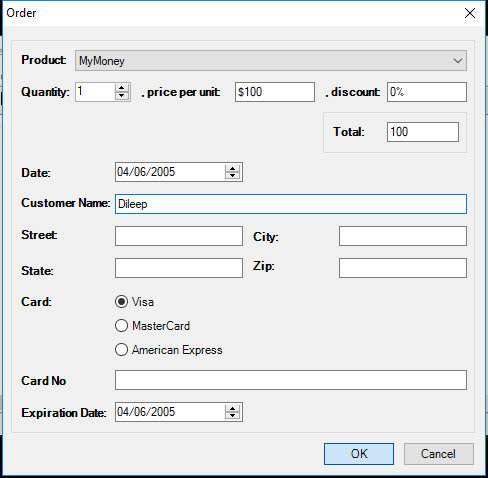 Order
Product: MyMoney
Quantity: 1 , price per unit: $100 , discount: 0%
Total: 100
Date: 04/06/2005
Customer Name: Dileep
Street: City:
State: Zip:
Card: Visa
MasterCard
American Express
Card No
Expiration Date: 04/06/2005
OK Cancel